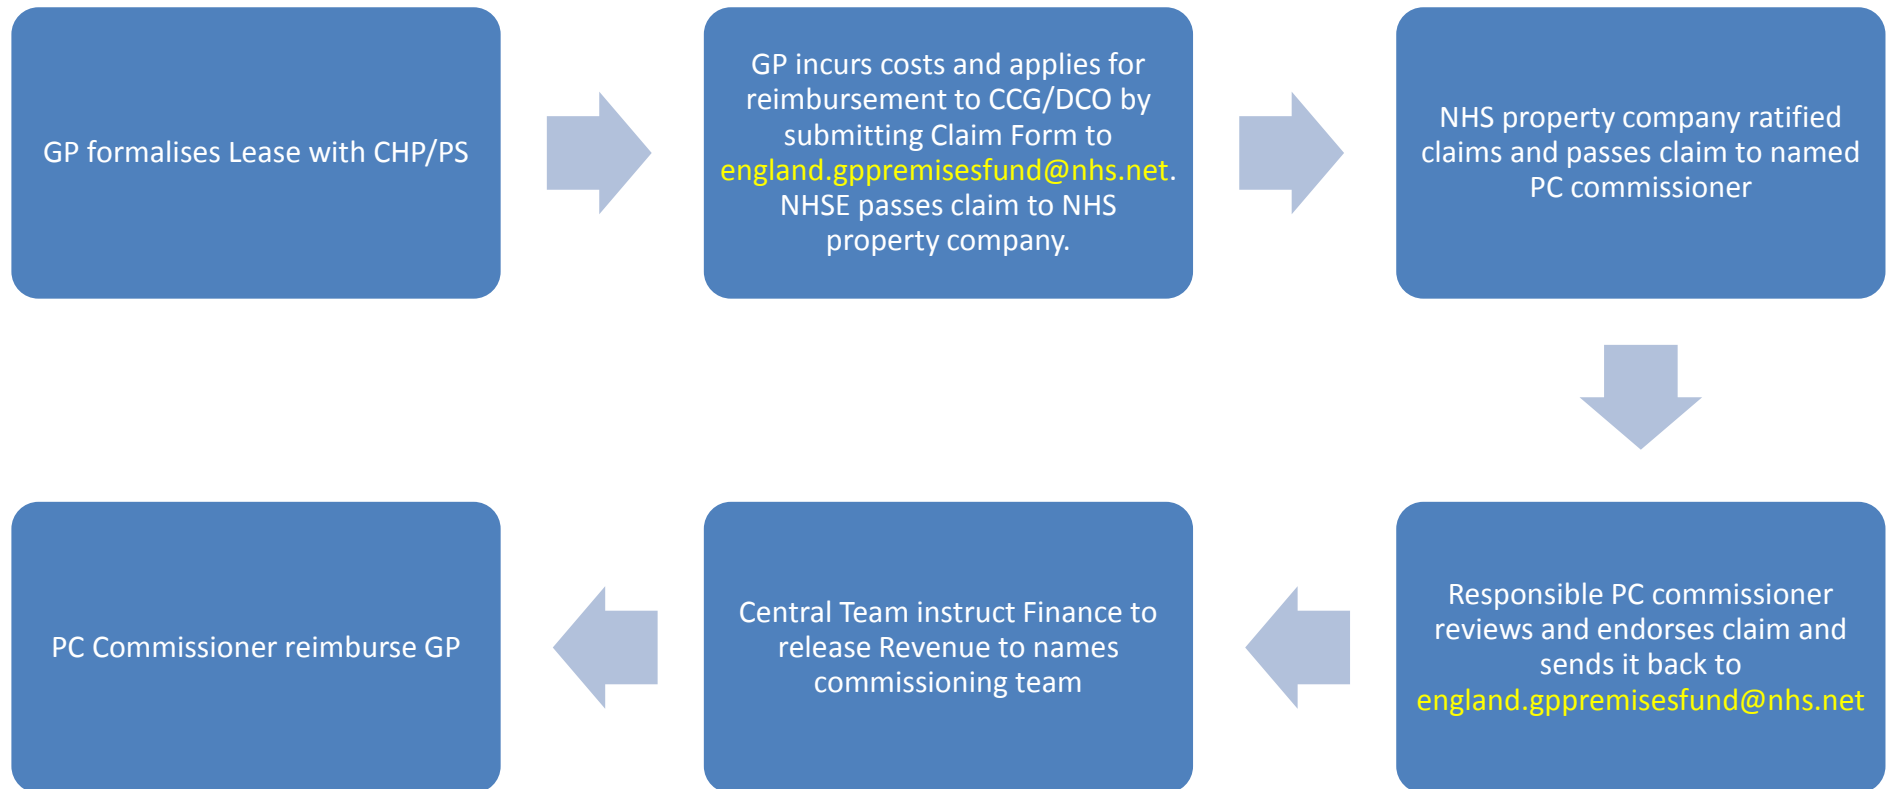 GP formalises Lease with CHP/PS
GP incurs costs and applies for
reimbursement to CCG/DCO by
submitting Claim Form to
england.gppremisesfund@nhs.net.
NHSE passes claim to NHS
property company.
NHS property company ratified
claims and passes claim to named
PC commissioner
Responsible PC commissioner
reviews and endorses claim and
sends it back to
england.gppremisesfund@nhs.net
Central Team instruct Finance to
release Revenue to names
commissioning team
PC Commissioner reimburse GP